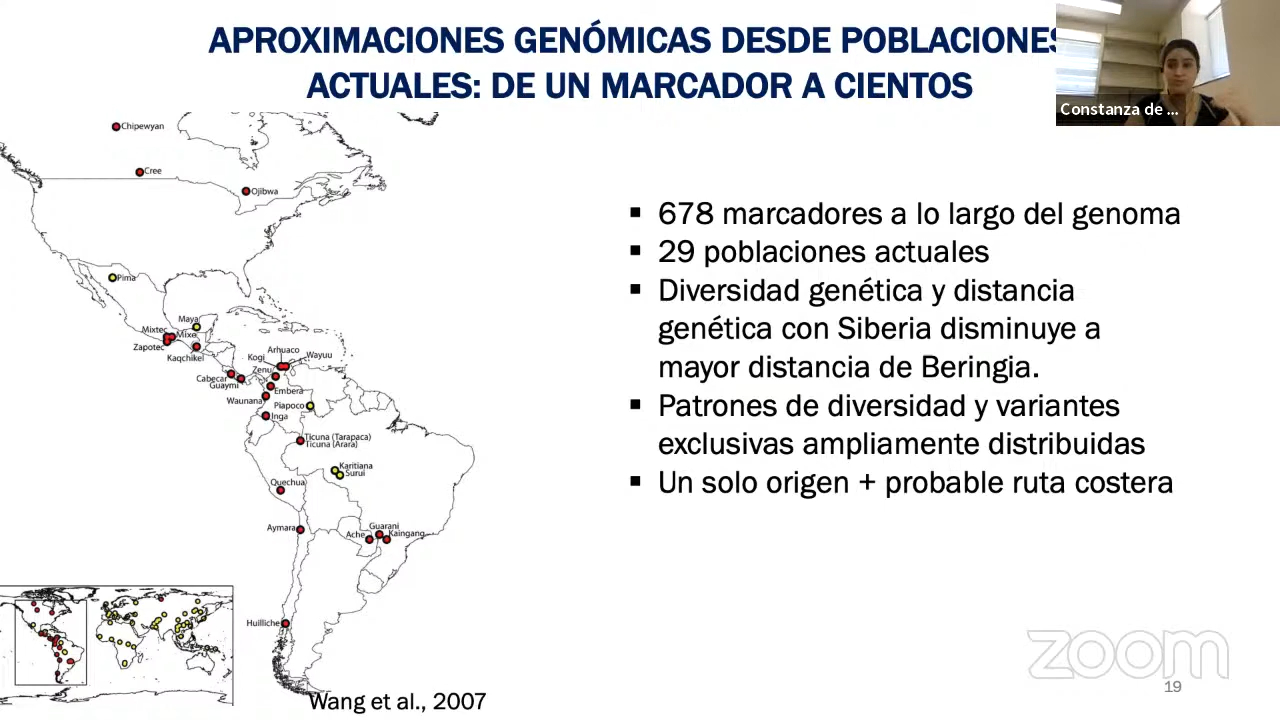 APROXIMACIONES GENÓMICAS DESDE POBLACIONES
ACTUALES: DE UN MARCADOR A CIENTOS
Constanza de ...
Chipewyan
Cree
Ojibwa
Pima
Maya
Mixtec
Mixe
Zapotec
Kaqchikel
Arhuaco
Kogi
Wayuu
Zenu
Cabecar
Guaymi
Embera
Waunana
Piapoco
Inga
Ticuna (Tarapaca)
Ticuna (Arara)
Karitiana
Surui
Quechua
Aymara
Guarani
Ache
Kaingang
Huilliche
Wang et al., 2007
▪ 678 marcadores a lo largo del genoma
▪ 29 poblaciones actuales
▪ Diversidad genética y distancia
genética con Siberia disminuye a
mayor distancia de Beringia.
▪ Patrones de diversidad y variantes
exclusivas ampliamente distribuidas
▪ Un solo origen + probable ruta costera
zoom
19